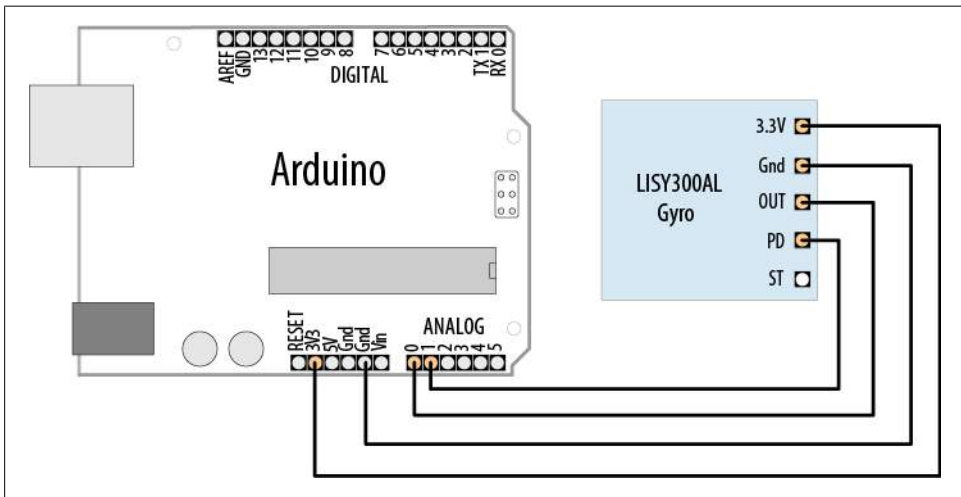 AREF
GND
13
12
11
10
9
8
7
6
5
4
3
2
TX 1
RX 0
DIGITAL
Arduino
3.3V
Gnd
OUT
PD
ST
LISY300AL
Gyro
RESET
3V3
5V
Gnd
Gnd
Vin
ANALOG
0
1
2
3
4
5